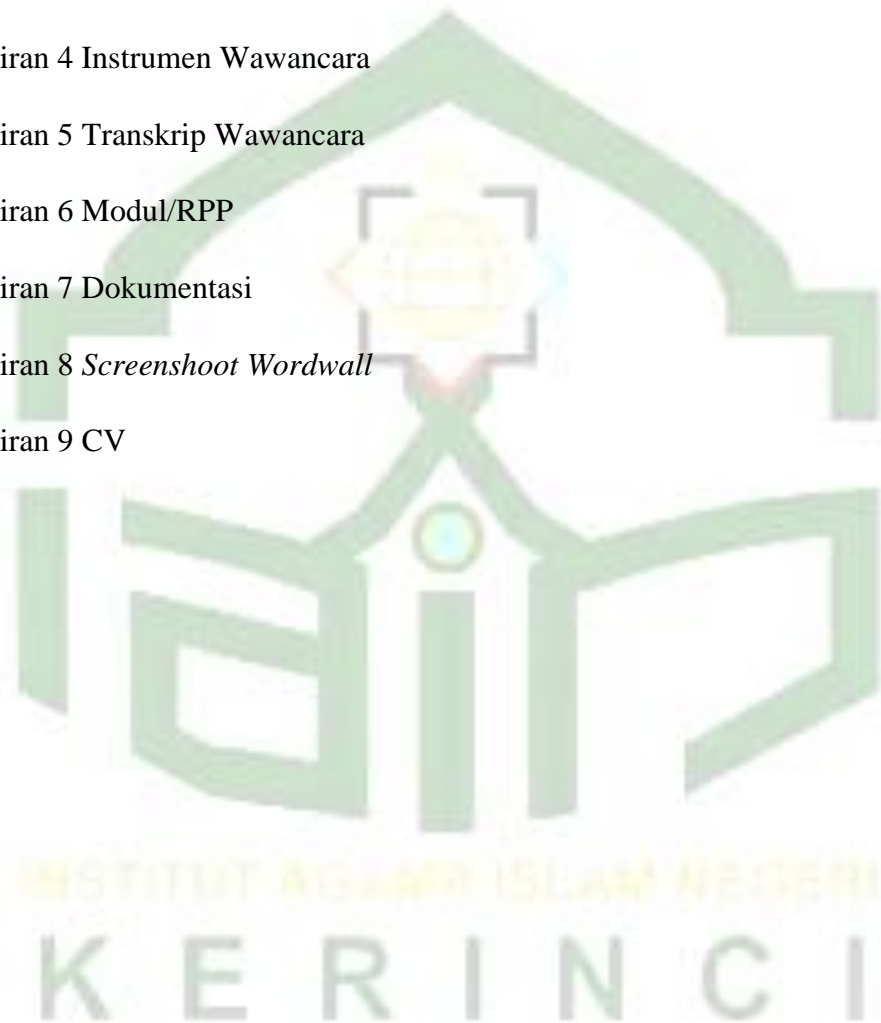 iran 4 Instrumen Wawancara
iran 5 Transkrip Wawancara
iran 6 Modul/RPP
iran 7 Dokumentasi
iran 8 Screenshoot Wordwall
iran 9 CV
INSTITUT AGAMA ISLAM NEGERI
KERINCI